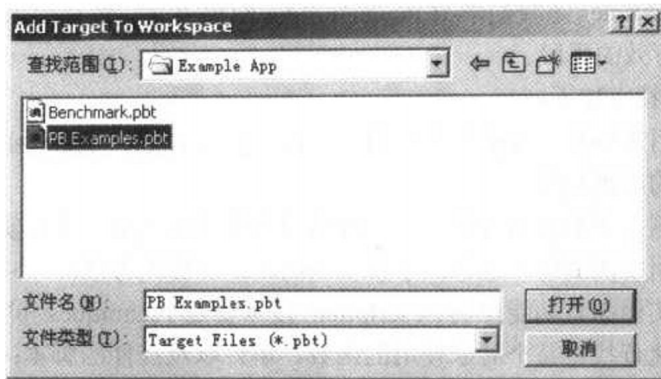 Add Target To Workspace
查找范围(I): Example App
Benchmark.pbt
PB Examples.pbt
文件名(N): PB Examples.pbt 打开(O)
文件类型(T): Target Files (*.pbt) 取消